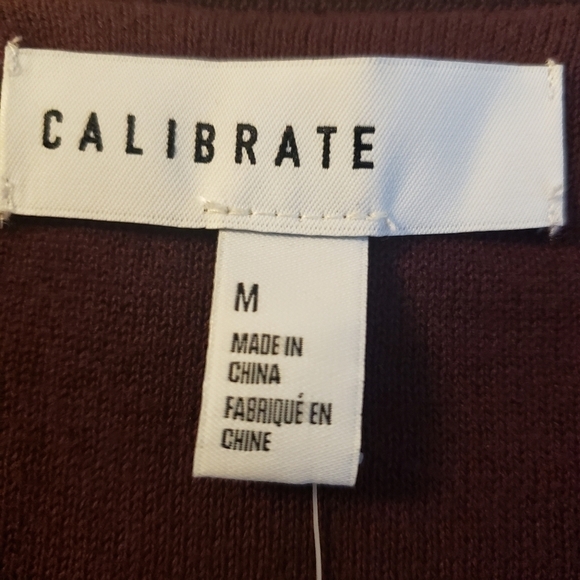 CALIBRATE
M
MADE IN
CHINA
FABRIQUÉ EN
CHINE